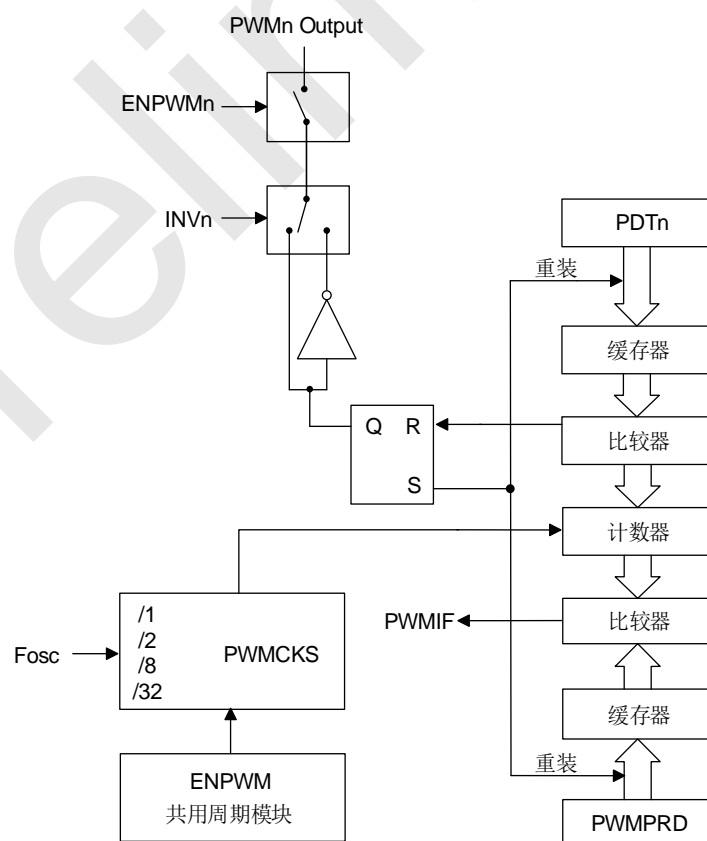 PWMn Output
ENPWMn
INVn
PDTn
重装
缓存器
Q R
比较器
S
计数器
/1
/2
/8
/32
PWMCKS
Fosc
PWMIF
比较器
缓存器
ENPWM
共用周期模块
重装
PWMPRD